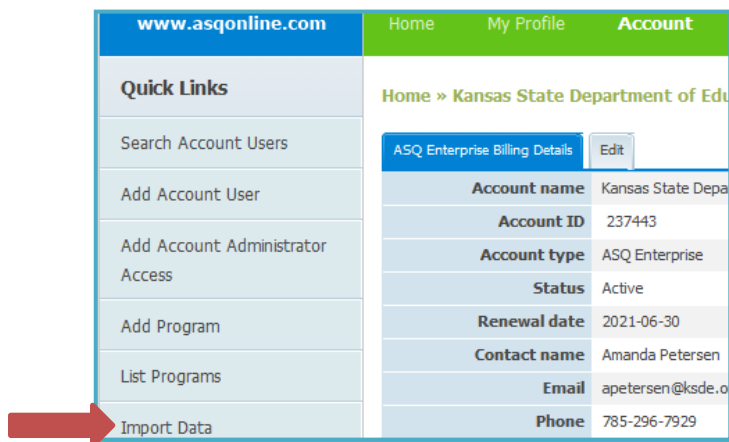 www.asqonline.com
Home My Profile Account
Quick Links
Search Account Users
Add Account User
Add Account Administrator
Access
Add Program
List Programs
Import Data
Home » Kansas State Department of Edu
ASQ Enterprise Billing Details Edit
Account name Kansas State Depa
Account ID 237443
Account type ASQ Enterprise
Status Active
Renewal date 2021-06-30
Contact name Amanda Petersen
Email apetersen@ksde.o
Phone 785-296-7929